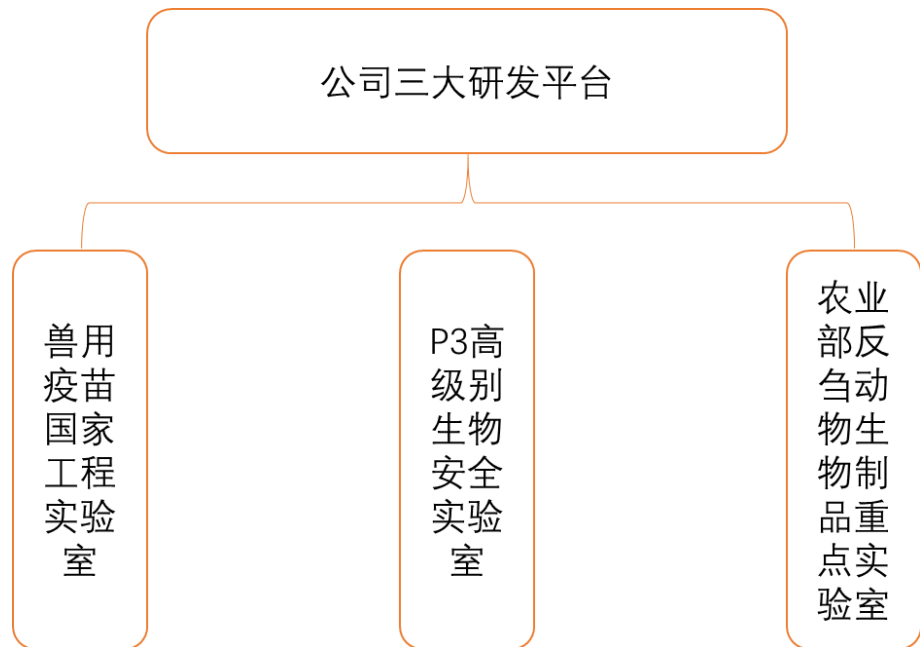 公司三大研发平台
兽用
疫苗
国家
工程
实验
室
P3高
级别
生物
安全
实验
室
农业
部反
刍动
物生
物制
品重
点实
验室